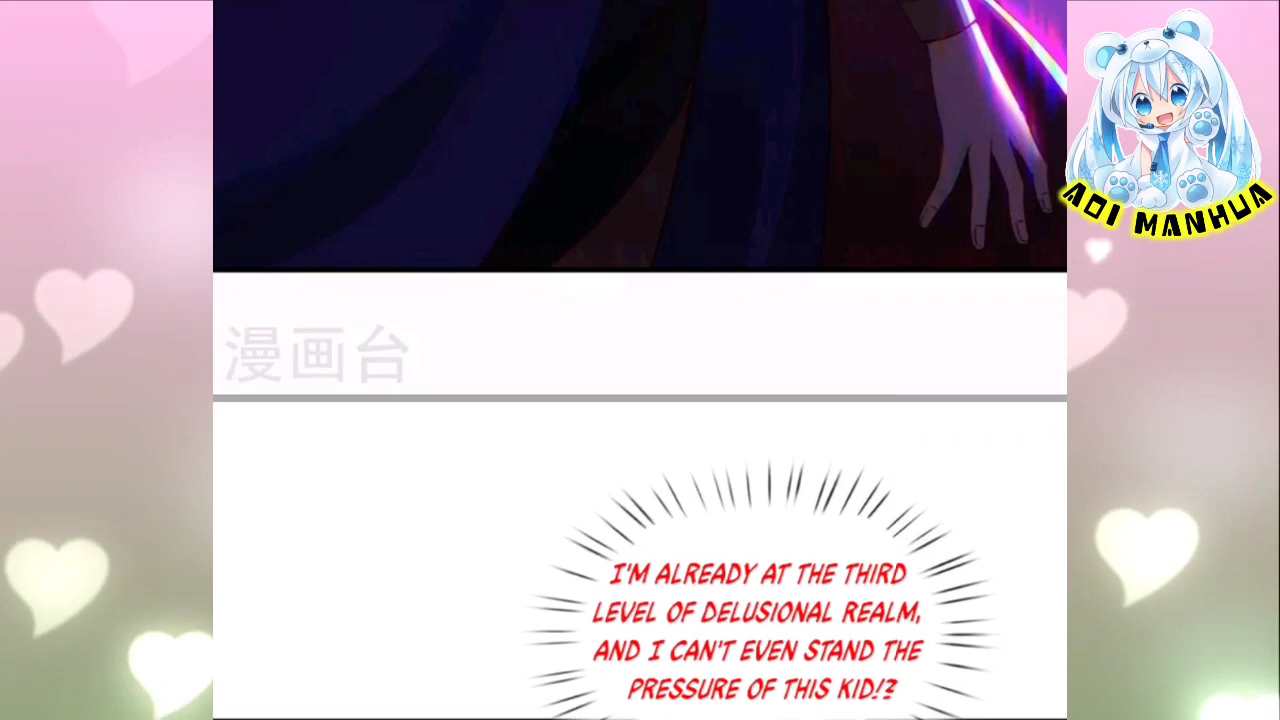 AOI MANHUA
漫画台
I'M ALREADY AT THE THIRD
LEVEL OF DELUSIONAL REALM,
AND I CAN'T EVEN STAND THE
PRESSURE OF THIS KID!?